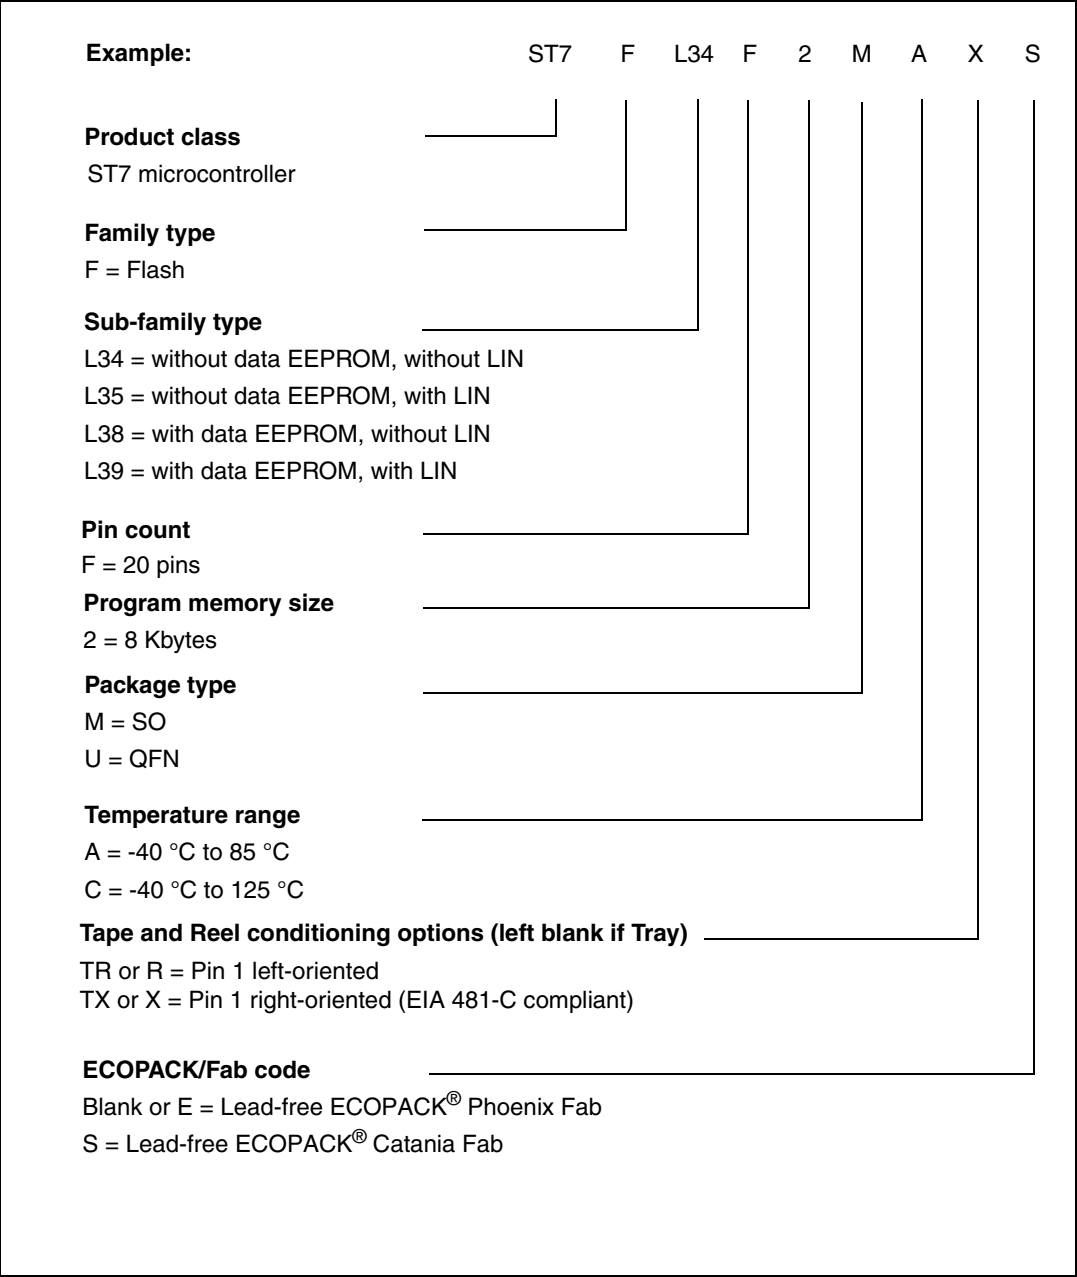 Example: ST7 F L34 F 2 M A X S
Product class
ST7 microcontroller
Family type
F = Flash
Sub-family type
L34 = without data EEPROM, without LIN
L35 = without data EEPROM, with LIN
L38 = with data EEPROM, without LIN
L39 = with data EEPROM, with LIN
Pin count
F = 20 pins
Program memory size
2 = 8 Kbytes
Package type
M = SO
U = QFN
Temperature range
A = -40 °C to 85 °C
C = -40 °C to 125 °C
Tape and Reel conditioning options (left blank if Tray)
TR or R = Pin 1 left-oriented
TX or X = Pin 1 right-oriented (EIA 481-C compliant)
ECOPACK/Fab code
Blank or E = Lead-free ECOPACK® Phoenix Fab
S = Lead-free ECOPACK® Catania Fab